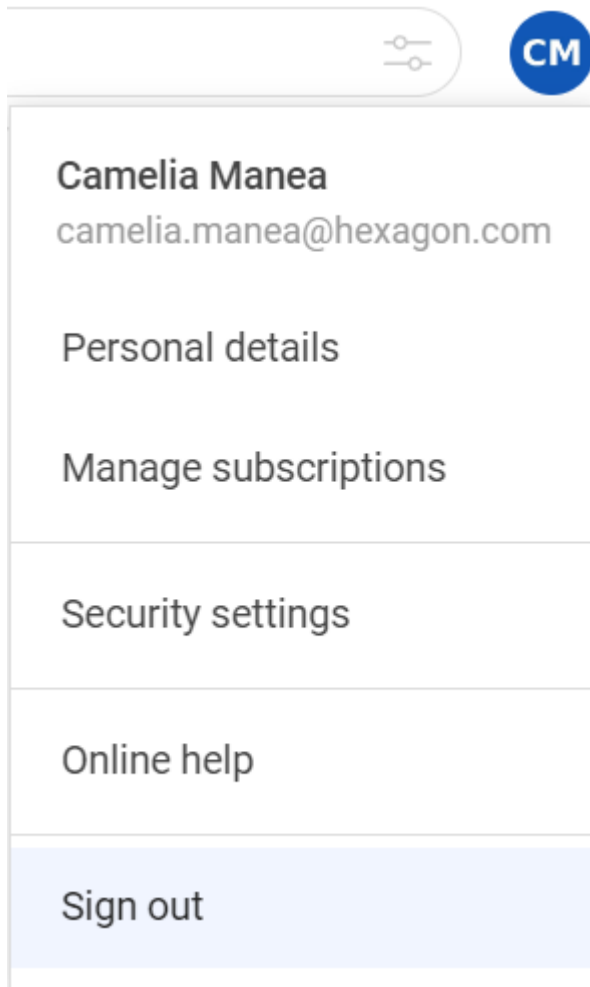 CM
Camelia Manea
camelia.manea@hexagon.com
Personal details
Manage subscriptions
Security settings
Online help
Sign out